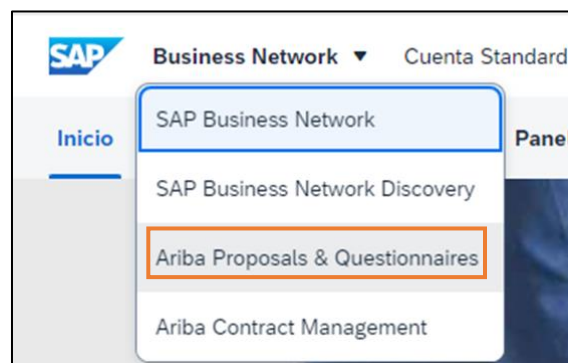 SAP Business Network ▼ Cuenta Standard
SAP Business Network
Inicio
SAP Business Network Discovery
Ariba Proposals & Questionnaires
Ariba Contract Management